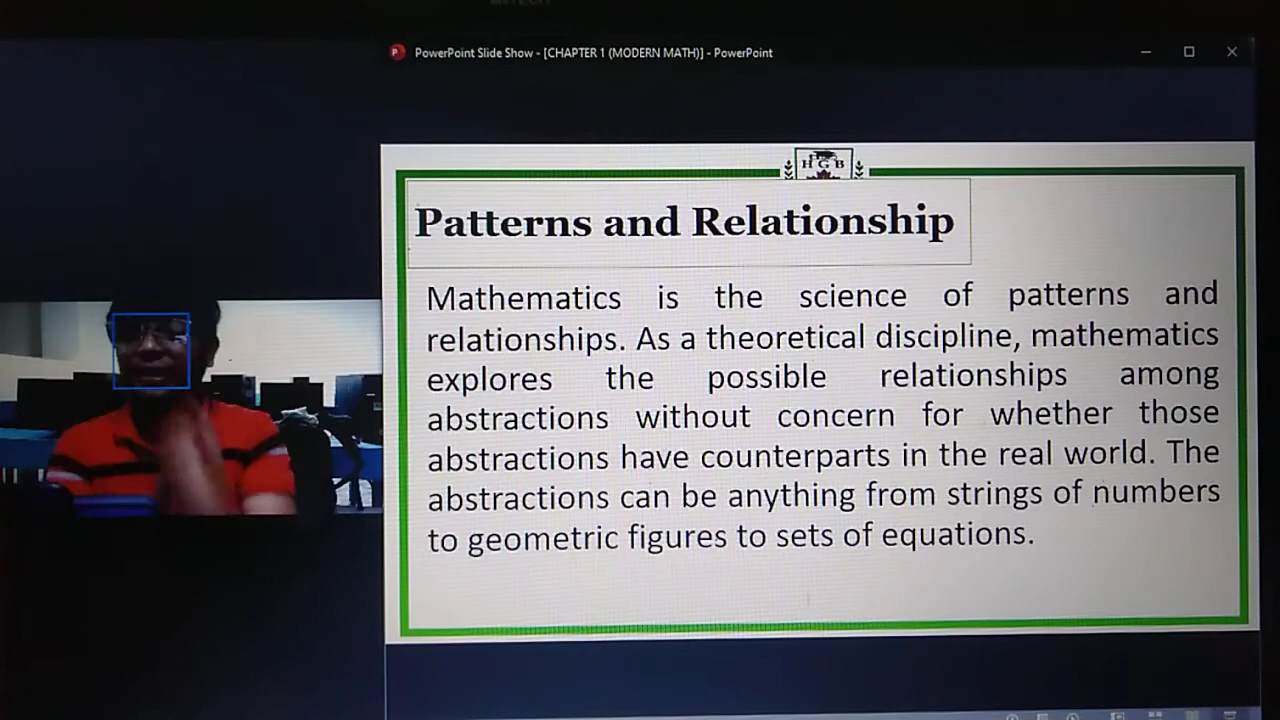 PowerPoint Slide Show - [CHAPTER 1 (MODERN MATH)] - PowerPoint
H G B
Patterns and Relationship
Mathematics is the science of patterns and
relationships. As a theoretical discipline, mathematics
explores the possible relationships among
abstractions without concern for whether those
abstractions have counterparts in the real world. The
abstractions can be anything from strings of numbers
to geometric figures to sets of equations.